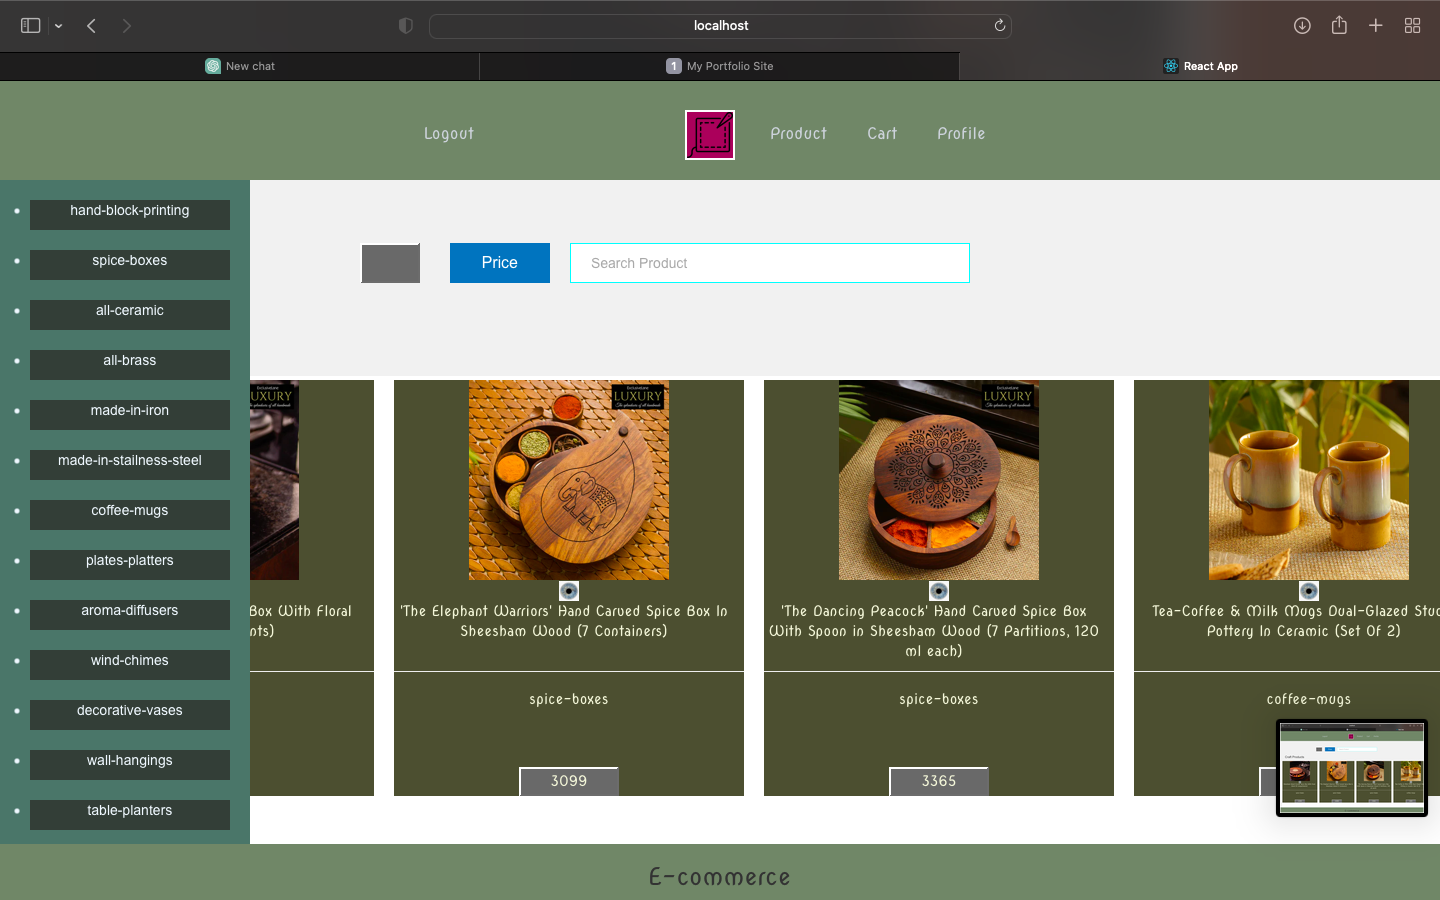 localhost
New chat
1 My Portfolio Site
React App
Logout
Product
Cart
Profile
hand-block-printing
spice-boxes
all-ceramic
all-brass
made-in-iron
made-in-stailness-steel
coffee-mugs
plates-platters
aroma-diffusers
wind-chimes
decorative-vases
wall-hangings
table-planters
Price
Search Product
LUXURY
LUXURY
Box With Floral
'The Elephant Warriors' Hand Carved Spice Box In
Sheesham Wood (7 Containers)
spice-boxes
3099
'The Dancing Peacock' Hand Carved Spice Box
With Spoon in Sheesham Wood (7 Partitions, 120
ml each)
spice-boxes
3365
Tea-Coffee & Milk Mugs Dual-Glazed
Pottery In Ceramic (Set Of 2)
coffee-mugs
E-commerce